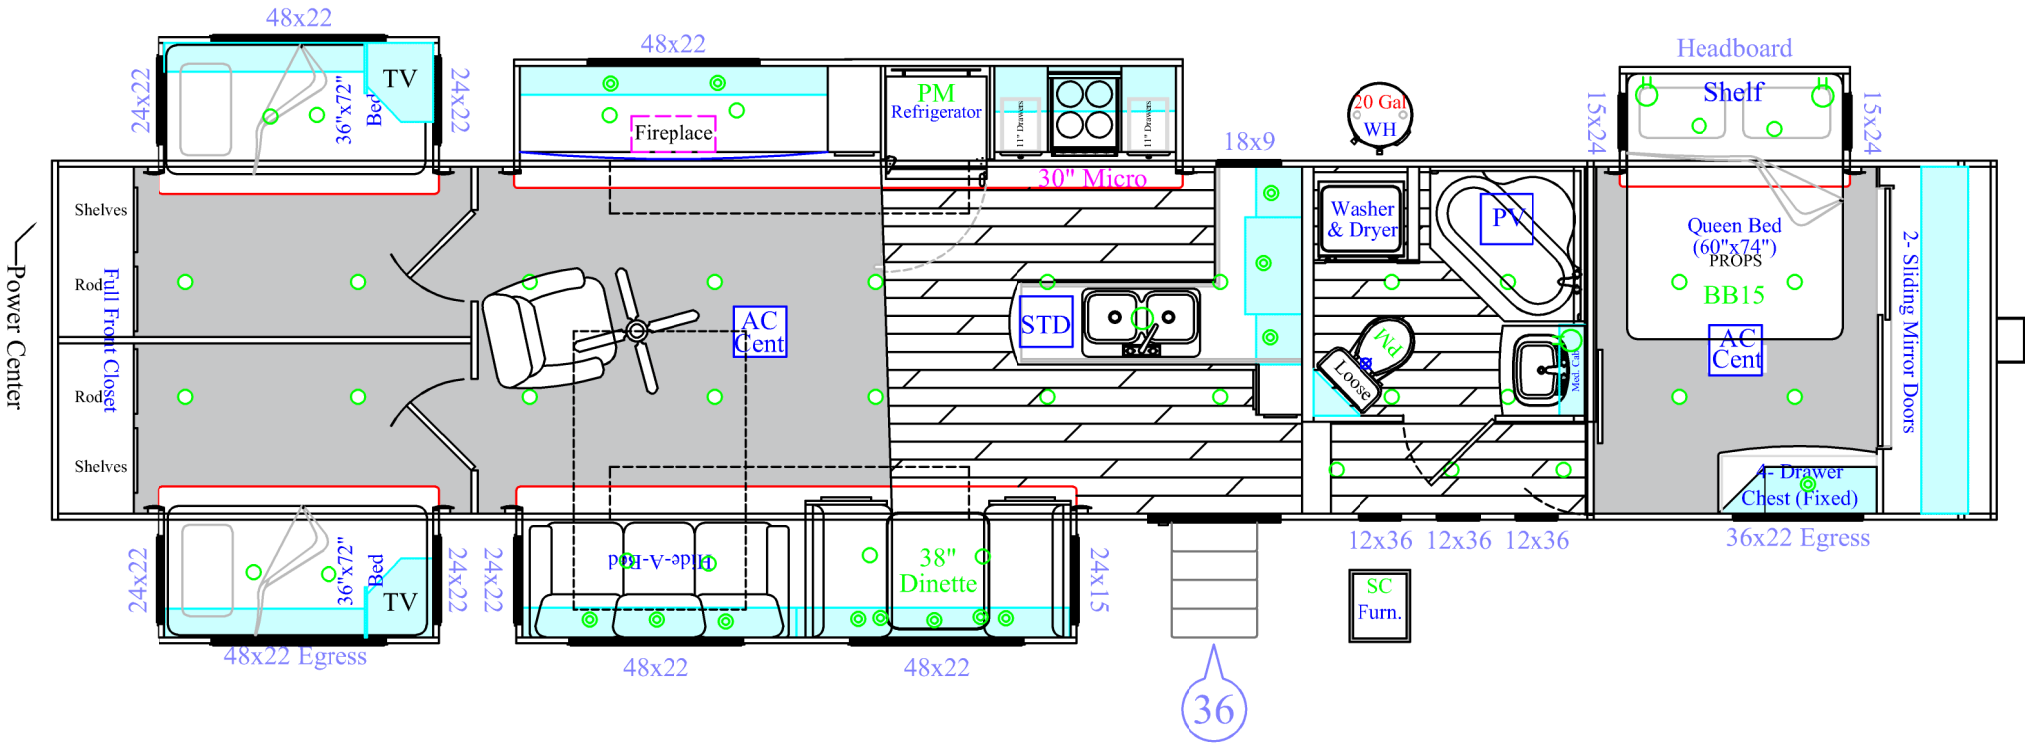 48x22
24x22
36"x72"
Bed
TV
24x22
48x22
Fireplace
PM
Refrigerator
11" Drawers
11" Drawers
30" Micro
18x9
20 Gal
WH
Headboard
15x24
Shelf
15x24
Power Center
Shelves
Rod
Full Front Closet
Rod
Shelves
AC
Cent
STD
Washer
& Dryer
PV
PM
Loose
Med. Cab.
Queen Bed
(60"x74")
PROPS
BB15
AC
Cent
2- Sliding Mirror Doors
4- Drawer
Chest (Fixed)
24x22
36"x72"
Bed
TV
24x22
48x22 Egress
24x22
Hide-A-Bed
38"
Dinette
24x15
48x22
48x22
36
12x36
12x36
12x36
SC
Furn.
36x22 Egress